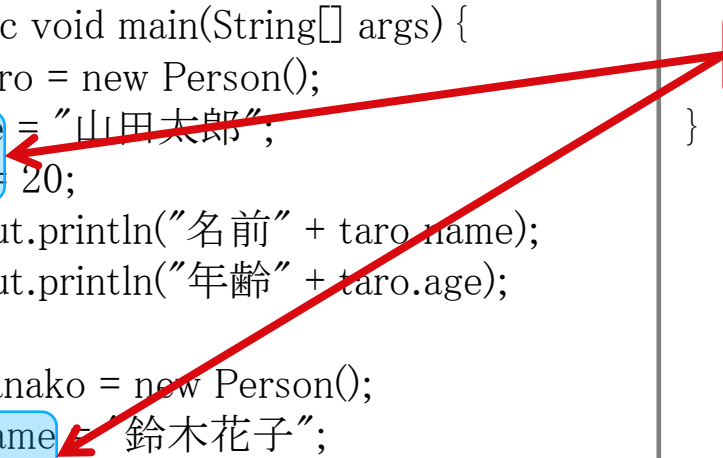 c void main(String[] args) {
ro = new Person();
e = "山田太郎";
}
= 20;
ut.println("名前" + taro.name);
ut.println("年齢" + taro.age);
anako = new Person();
ame = "鈴木花子";